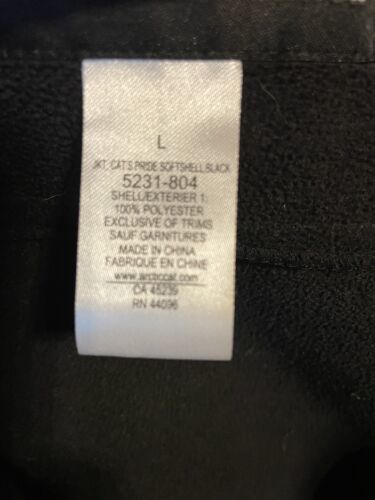 L
JKT, CAT'S PRIDE SOFTSHELL,BLACK
5231-804
SHELL/EXTERIER 1:
100% POLYESTER
EXCLUSIVE OF TRIMS
SAUF GARNITURES
MADE IN CHINA
FABRIQUE EN CHINE
www.arcticcat.com
CA 45239
RN 44096